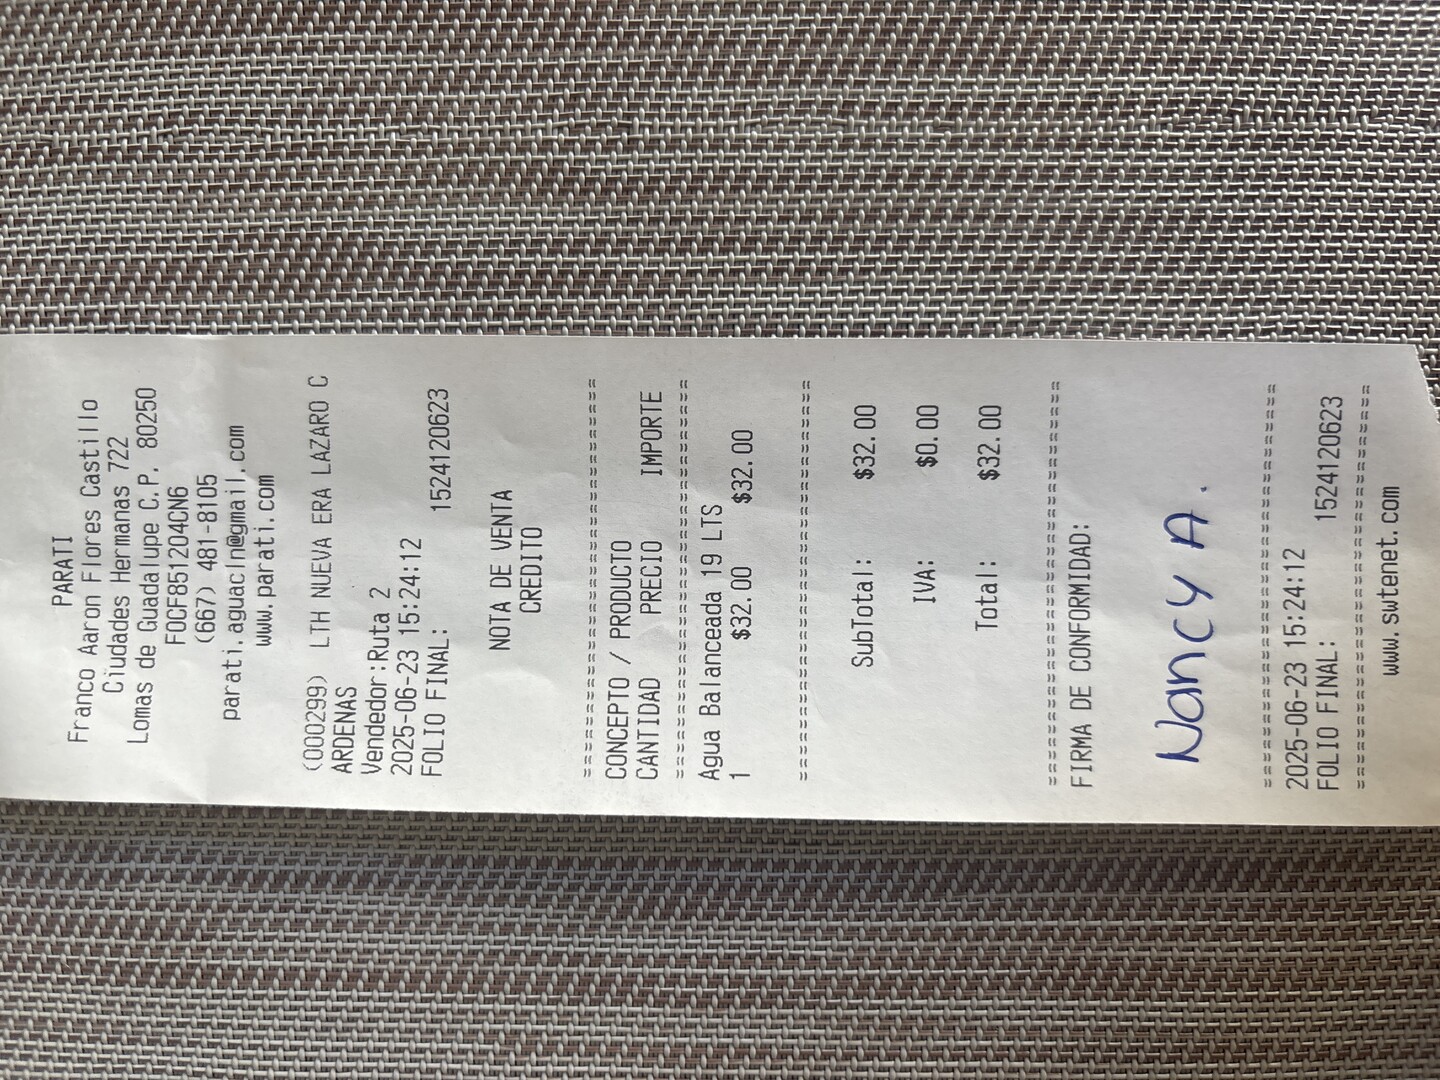 PARATI
Franco Aaron Flores Castillo
Ciudades Hermanas 722
Lomas de Guadalupe C.P. 80250
FOCF851204CN6
(667) 481-8105
parati.aguacln@gmail.com
www.parati.com
(000299) LTH NUEVA ERA LAZARO C
ARDENAS
Vendedor:Ruta 2
2025-06-23 15:24:12
FOLIO FINAL: 1524120623
NOTA DE VENTA
CREDITO
==============================
CONCEPTO / PRODUCTO
CANTIDAD PRECIO IMPORTE
==============================
Agua Balanceada 19 LTS
1 $32.00 $32.00
==============================
SubTotal: $32.00
IVA: $0.00
Total: $32.00
==============================
FIRMA DE CONFORMIDAD:
Nancy A.
==============================
2025-06-23 15:24:12
FOLIO FINAL: 1524120623
==============================
www.swtenet.com